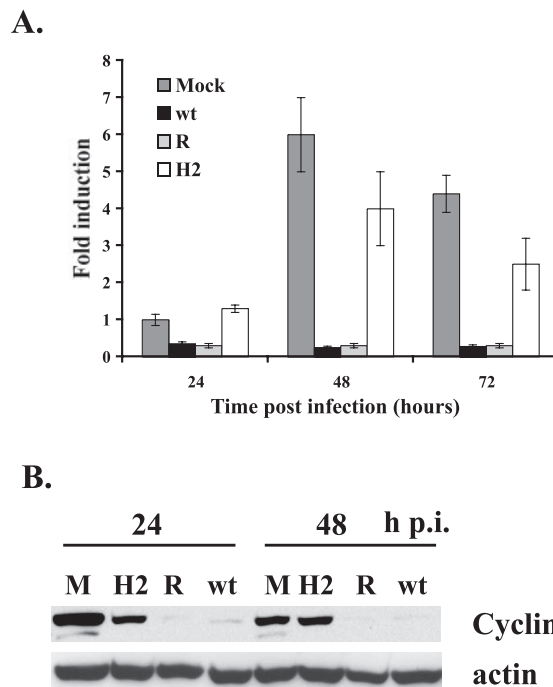 A.
8
7
6
5
4
3
2
1
0
Fold induction
Mock
wt
R
H2
24 48 72
Time post infection (hours)
B.
24 48 h p.i.
M H2 R wt M H2 R wt
Cyclin
actin